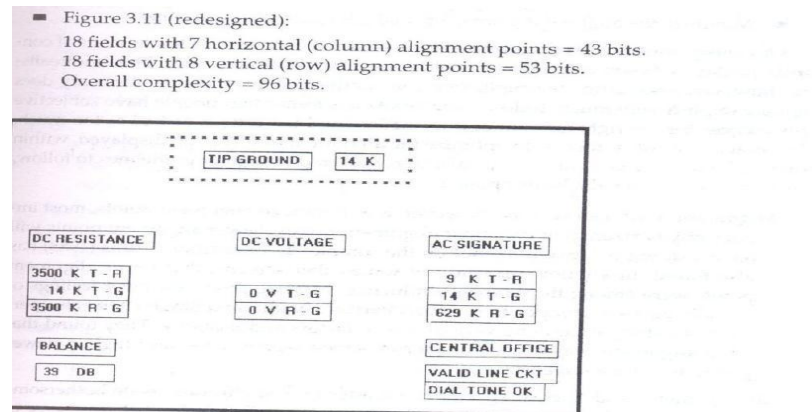 Figure 3.11 (redesigned):
18 fields with 7 horizontal (column) alignment points = 43 bits.
18 fields with 8 vertical (row) alignment points = 53 bits.
Overall complexity = 96 bits.
TIP GROUND 14 K
DC RESISTANCE DC VOLTAGE AC SIGNATURE
3500 K T - R 9 K T - R
14 K T - G 0 V T - G 14 K T - G
3500 K R - G 0 V R - G 629 K R - G
BALANCE CENTRAL OFFICE
39 DB VALID LINE CKT
DIAL TONE OK